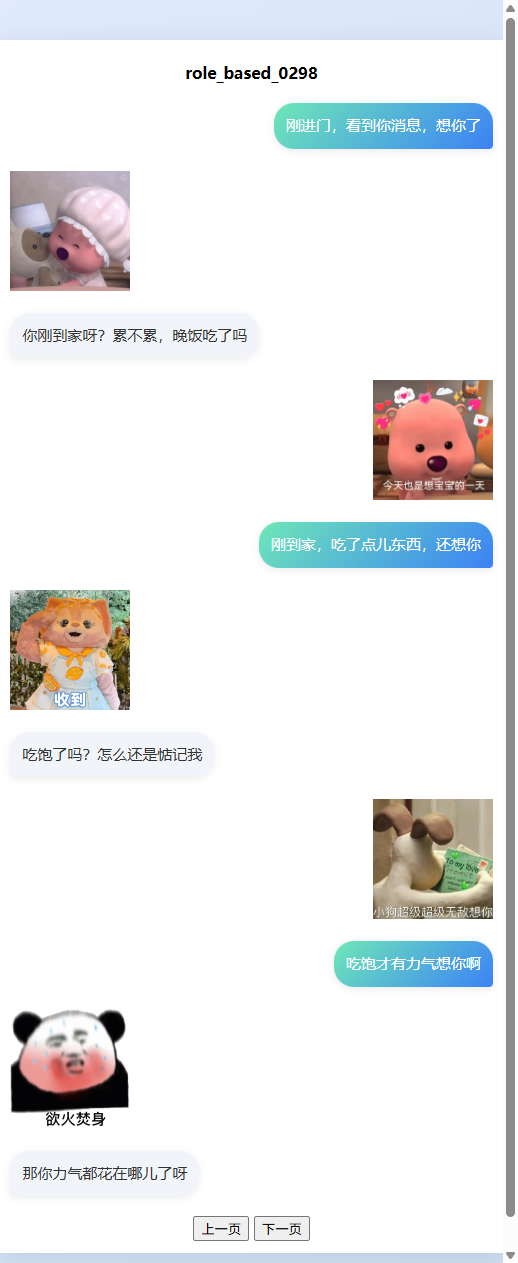 role_based_0298
刚进门，看到你消息，想你了
你刚到家呀？累不累，晚饭吃了吗
今天也是想宝宝的一天
刚到家，吃了点儿东西，还想你
收到
吃饱了吗？怎么还是惦记我
To my love
小狗超级超级无敌想你
吃饱才有力气想你啊
欲火焚身
那你力气都花在哪儿了呀
上一页 下一页